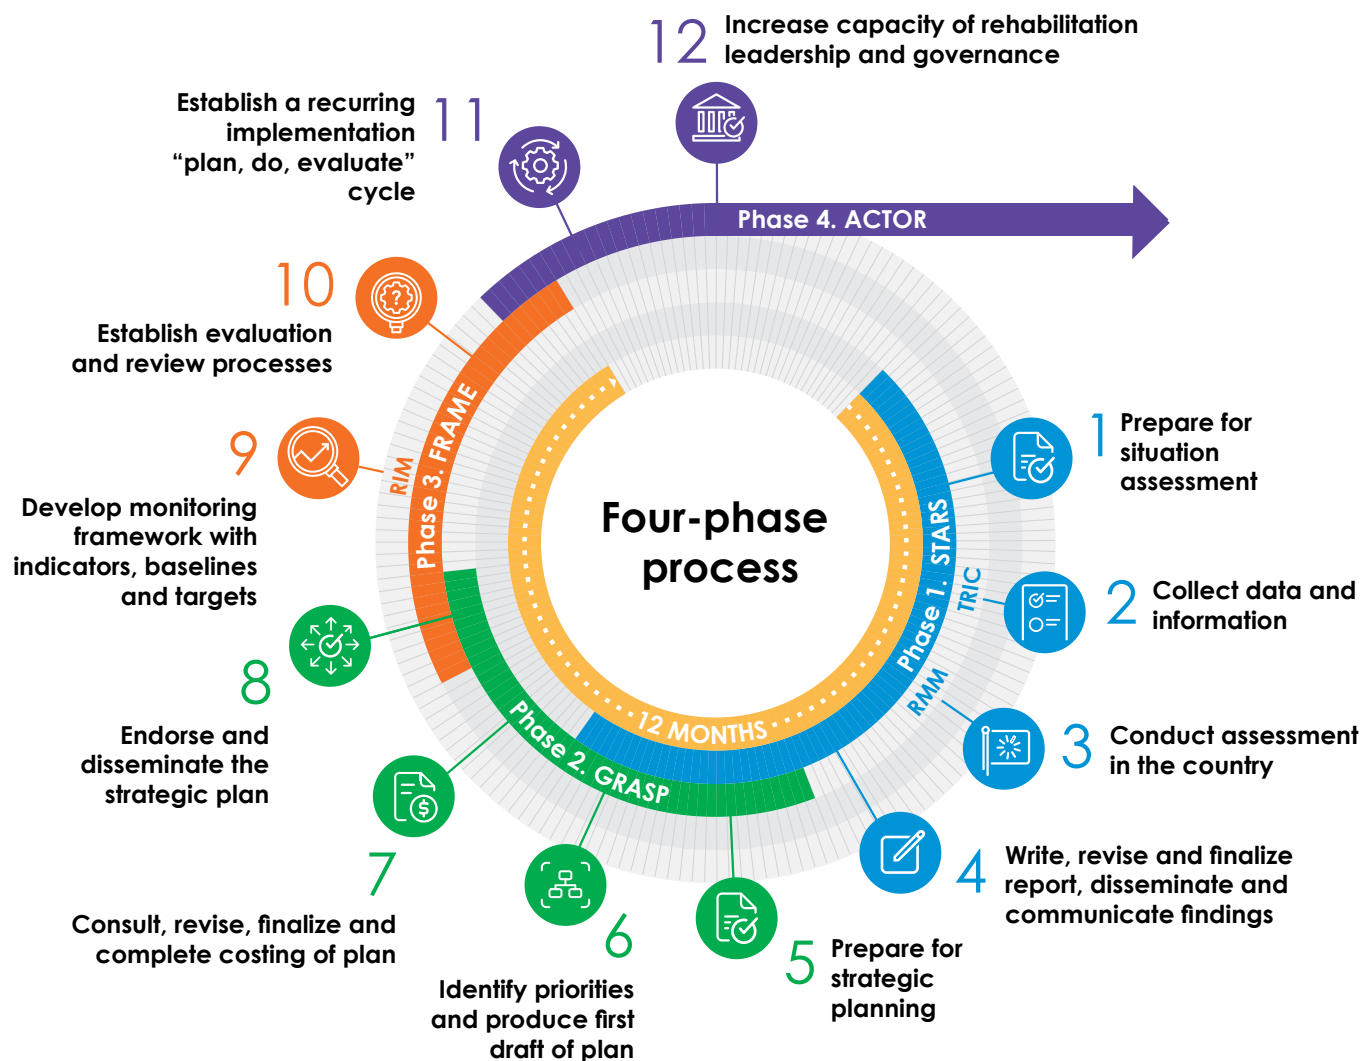 12
Increase capacity of rehabilitation
leadership and governance
11
Establish a recurring
implementation
“plan, do, evaluate”
cycle
Phase 4. ACTOR
10
?
Establish evaluation
and review processes
9
Develop monitoring
framework with
indicators, baselines
and targets
RIM
Phase 3. FRAME
Four-phase
process
1
Prepare for
situation
assessment
Phase 1. STARS
TRIC
2
Collect data and
information
RMM
3
Conduct assessment
in the country
4
Write, revise and finalize
report, disseminate and
communicate findings
12 MONTHS
Phase 2. GRASP
8
Endorse and
disseminate the
strategic plan
$
7
Consult, revise, finalize and
complete costing of plan
6
Identify priorities
and produce first
draft of plan
5
Prepare for
strategic
planning